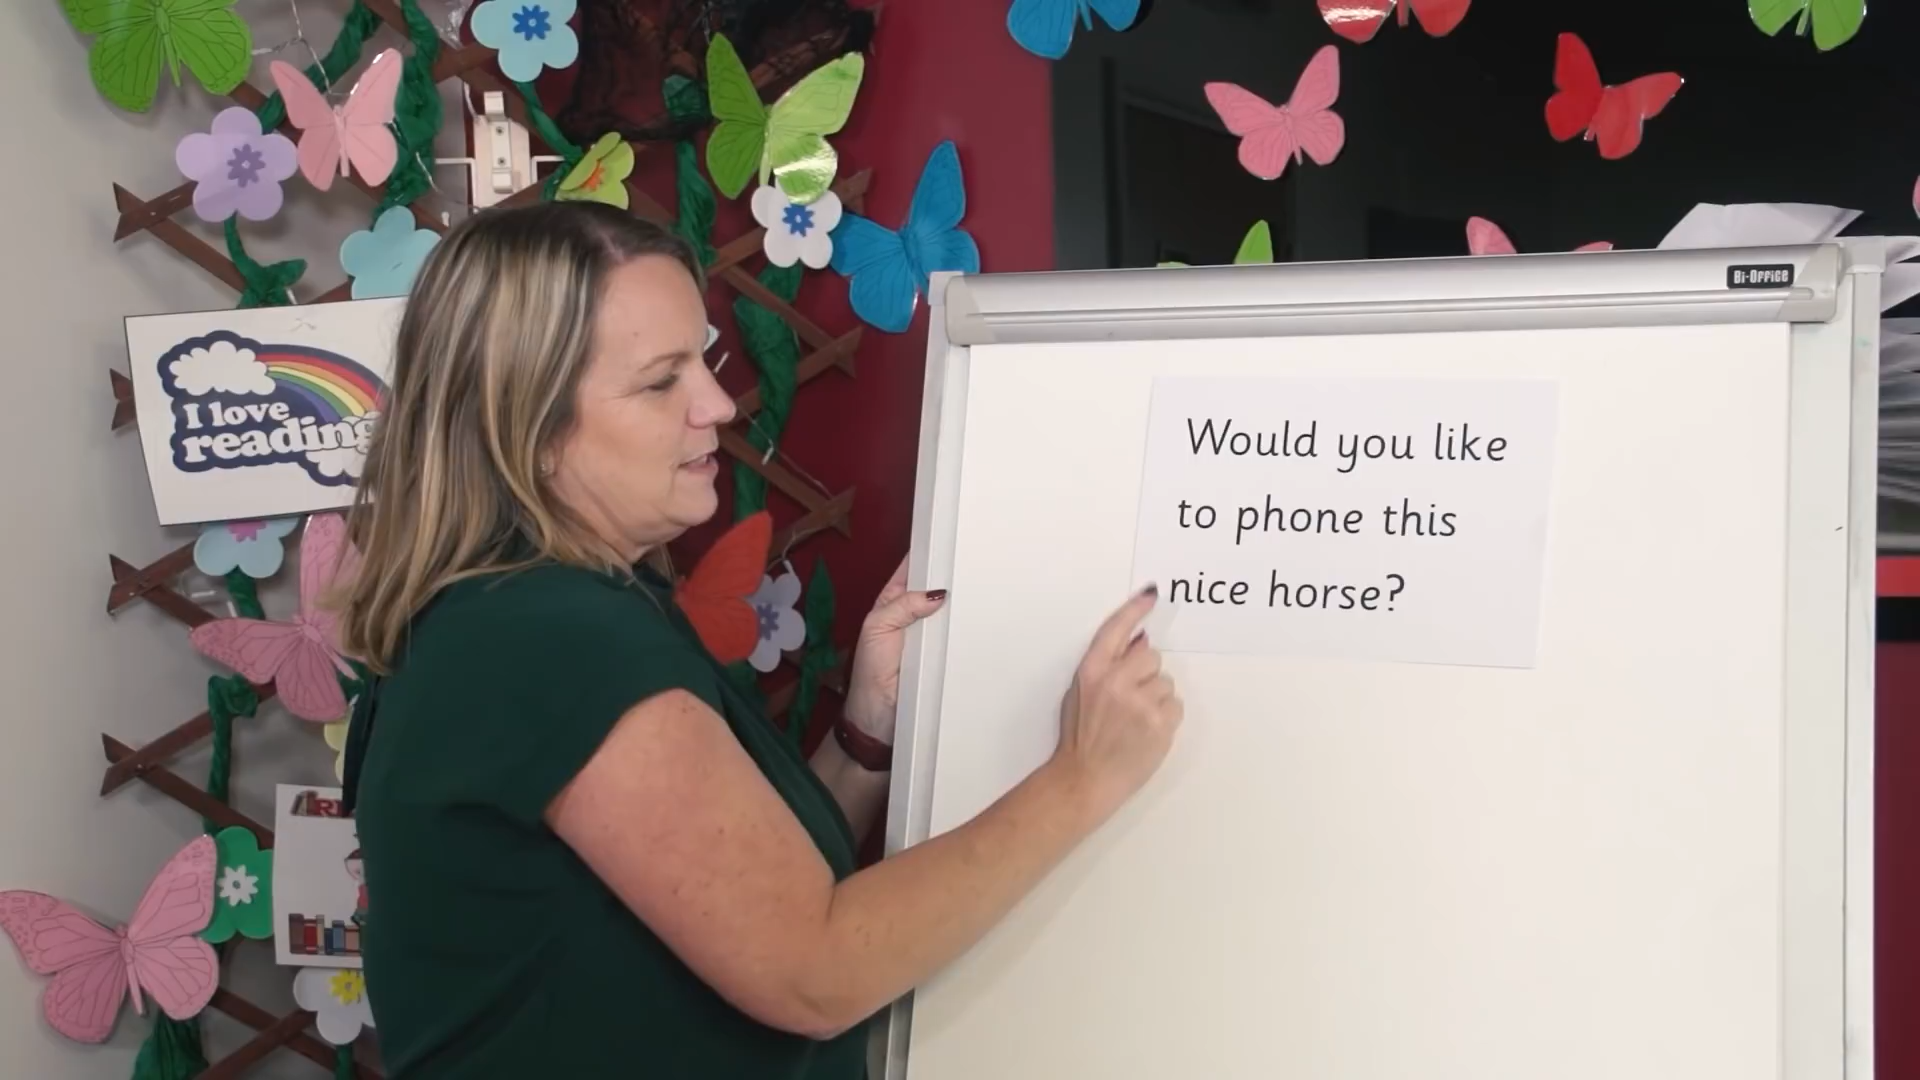 Bi-Office
I love
reading
Would you like
to phone this
nice horse?